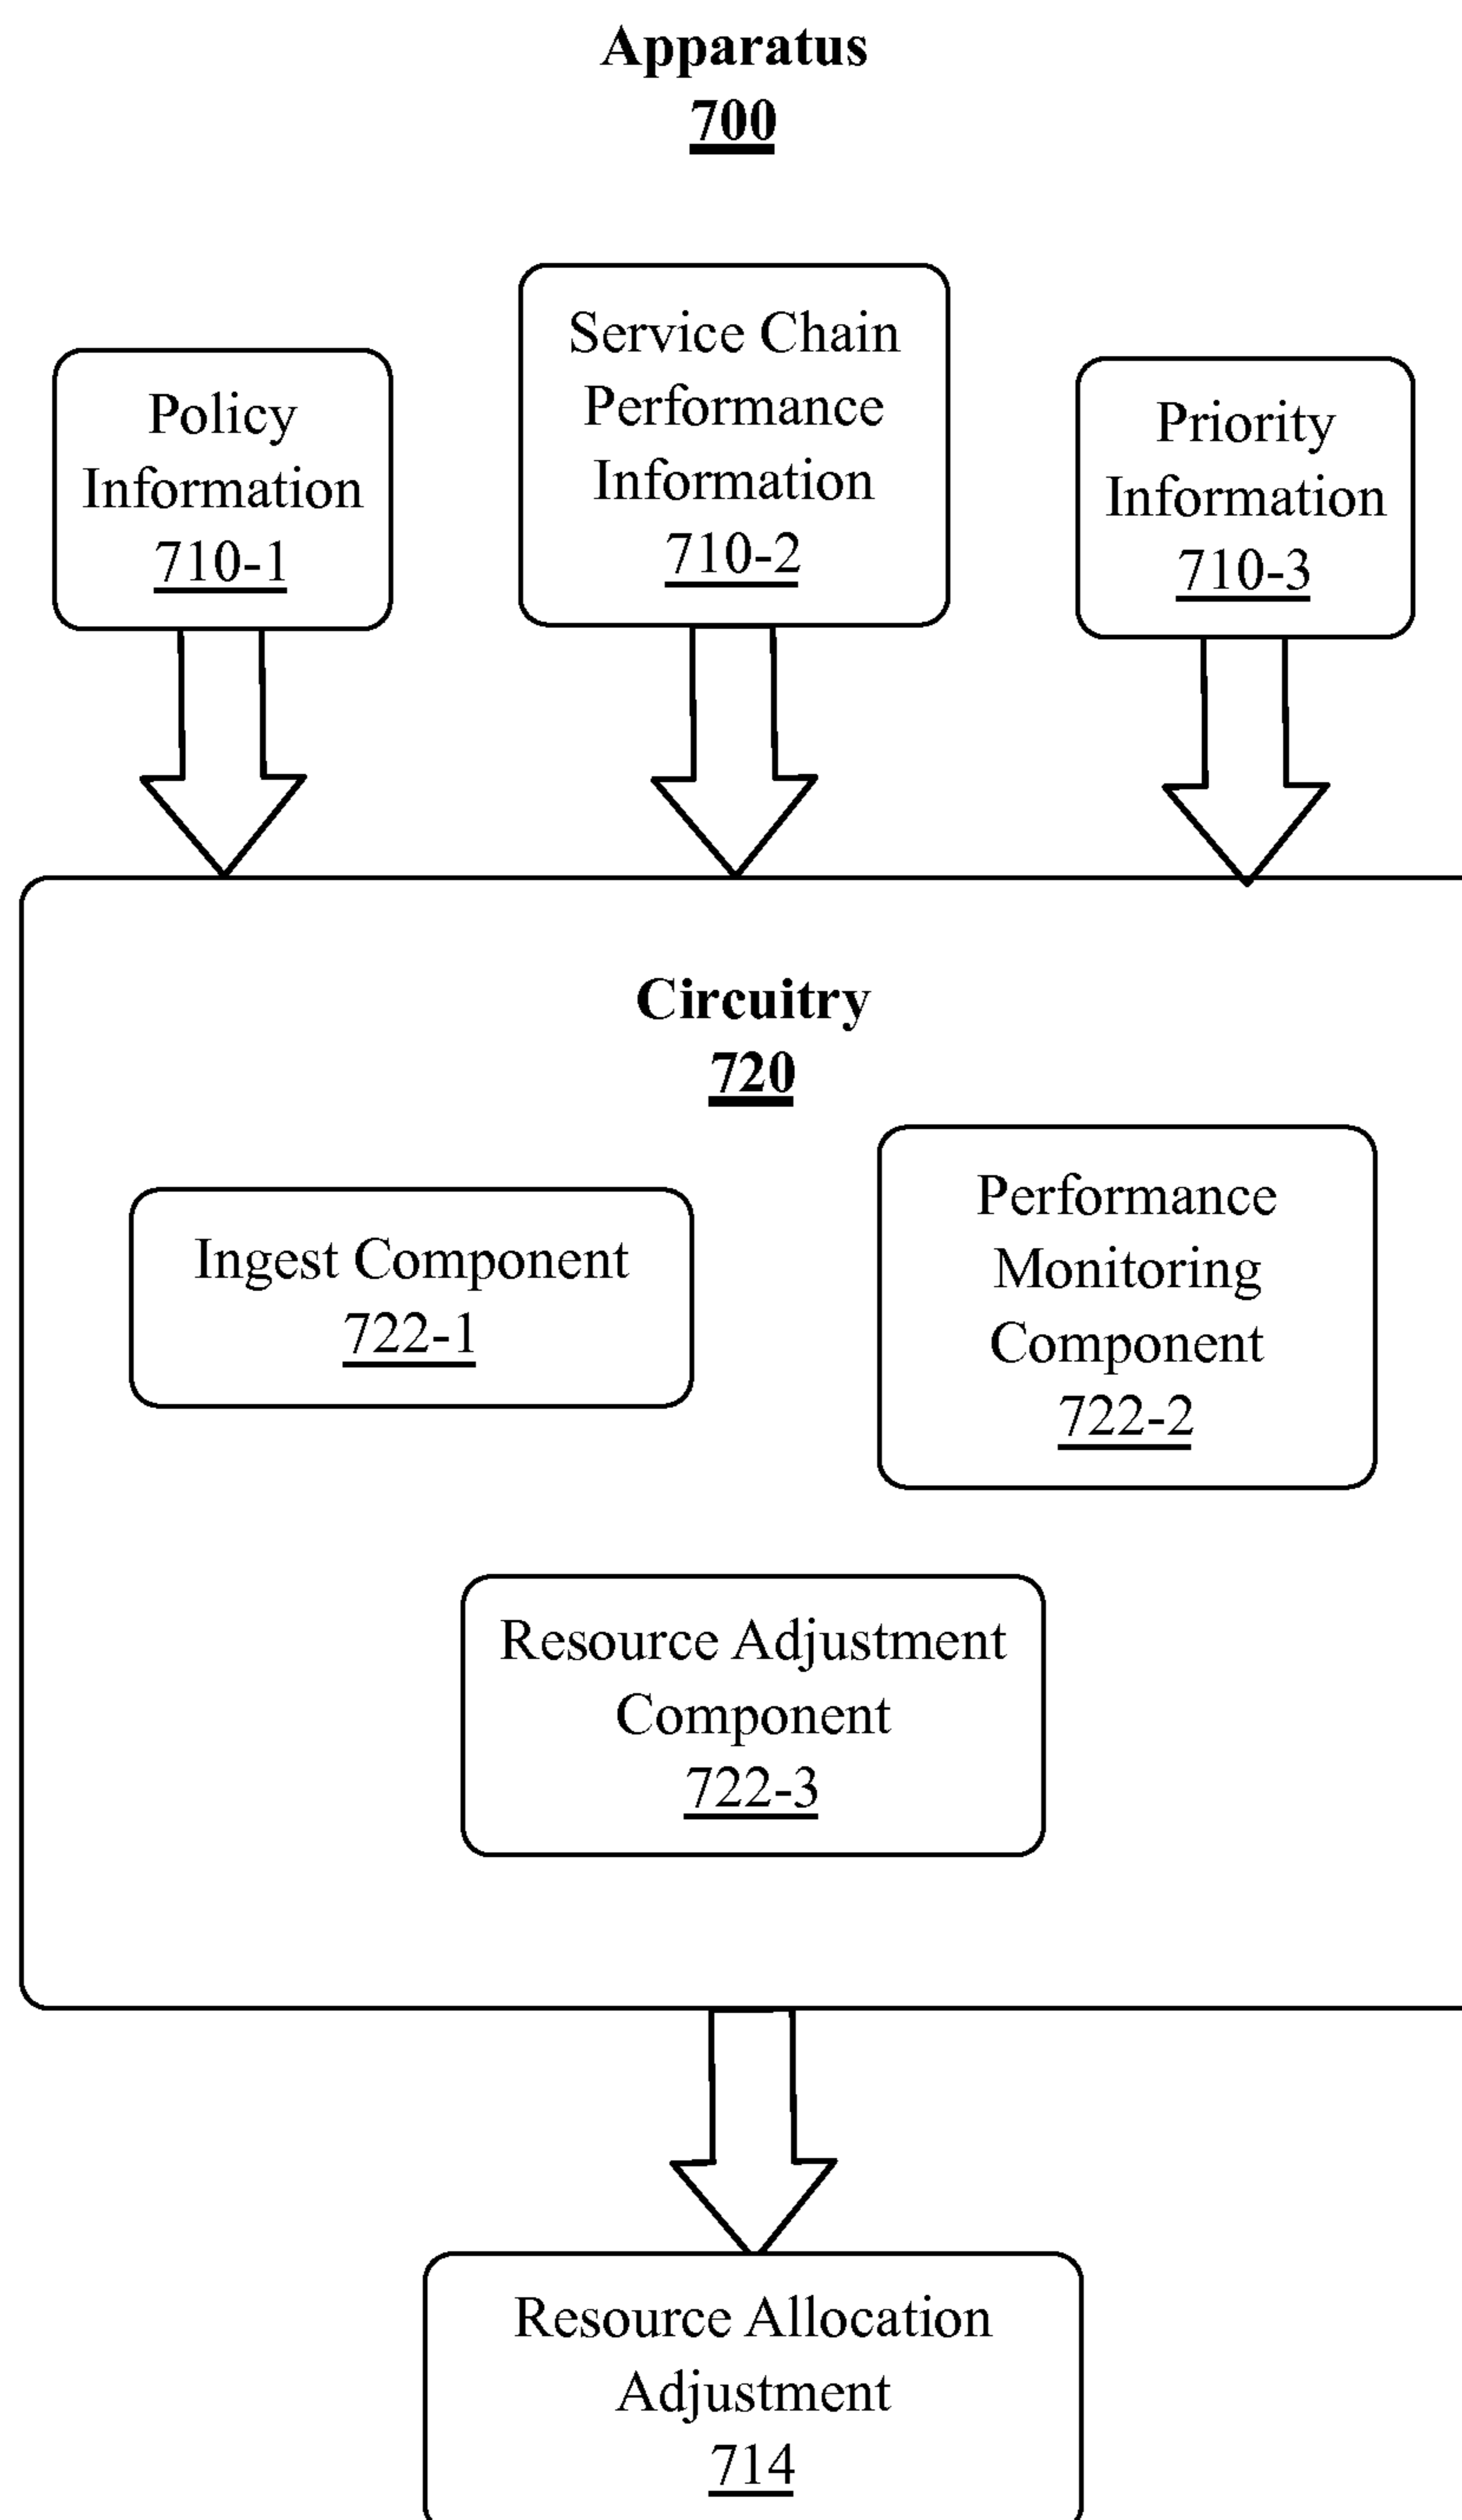 Apparatus
700
Policy
Information
710-1
Service Chain
Performance
Information
710-2
Priority
Information
710-3
Circuitry
720
Ingest Component
722-1
Performance
Monitoring
Component
722-2
Resource Adjustment
Component
722-3
Resource Allocation
Adjustment
714